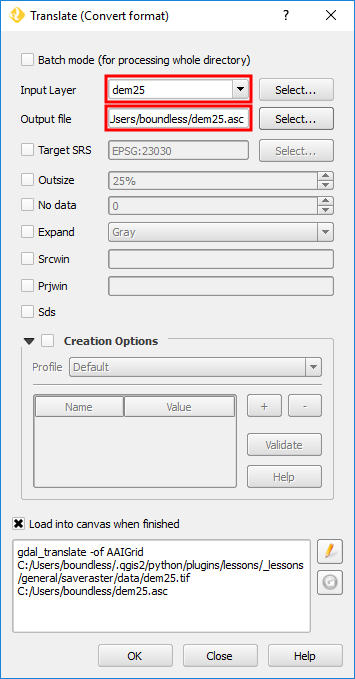 Translate (Convert format)
Batch mode (for processing whole directory)
Input Layer dem25 Select...
Output file Users/boundless/dem25.asc Select...
Target SRS EPSG:23030 Select...
Outsize 25%
No data 0
Expand Gray
Srcwin
Prjwin
Sds
Creation Options
Profile Default
Name Value + -
Validate
Help
Load into canvas when finished
gdal_translate -of AAIGrid
C:/Users/boundless/.qgis2/python/plugins/lessons/_lessons
/general/saveraster/data/dem25.tif
C:/Users/boundless/dem25.asc
OK Close Help